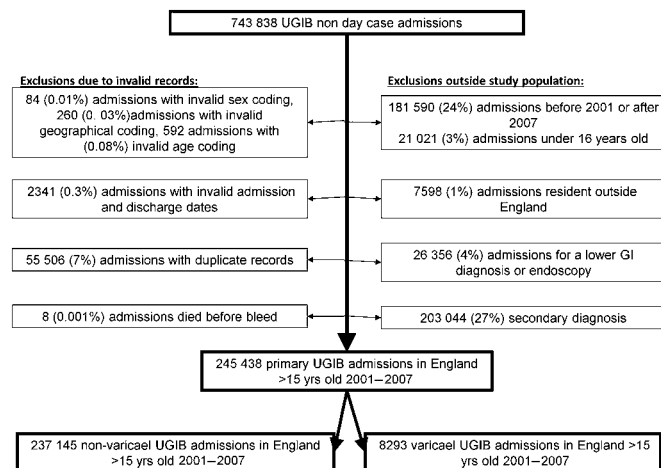 743 838 UGIB non day case admissions
Exclusions due to invalid records:
84 (0.01%) admissions with invalid sex coding,
260 (0. 03%)admissions with invalid
geographical coding, 592 admissions with
(0.08%) invalid age coding
Exclusions outside study population:
181 590 (24%) admissions before 2001 or after
2007
21 021 (3%) admissions under 16 years old
2341 (0.3%) admissions with invalid admission
and discharge dates
7598 (1%) admissions resident outside
England
55 506 (7%) admissions with duplicate records
26 356 (4%) admissions for a lower GI
diagnosis or endoscopy
8 (0.001%) admissions died before bleed
203 044 (27%) secondary diagnosis
245 438 primary UGIB admissions in England
>15 yrs old 2001–2007
237 145 non-varicael UGIB admissions in England
>15 yrs old 2001–2007
8293 varicael UGIB admissions in England >15
yrs old 2001–2007